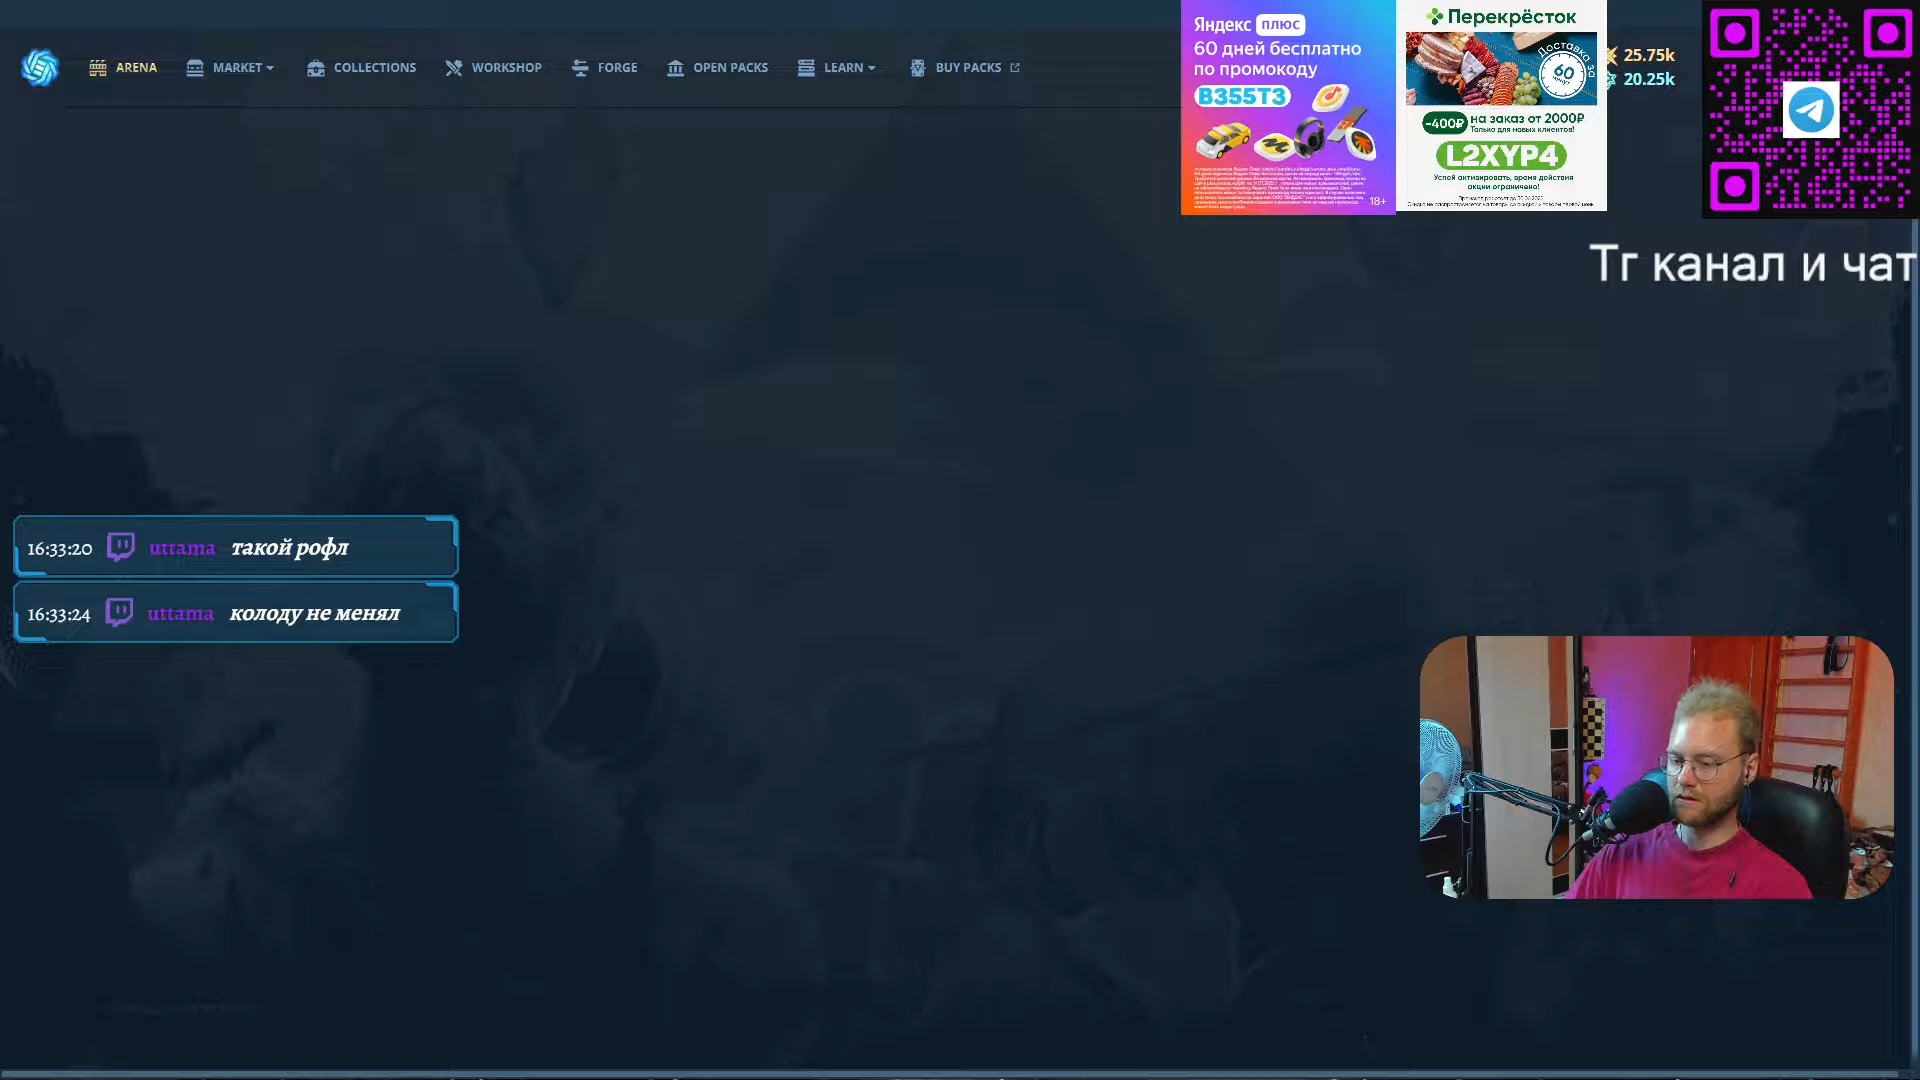 ARENA
MARKET
COLLECTIONS
WORKSHOP
FORGE
OPEN PACKS
LEARN
BUY PACKS
Яндекс плюс
60 дней бесплатно
по промокоду
B355T3
18+
Перекрёсток
Доставка за
60
минут
-400₽ на заказ от 2000₽
Только для новых клиентов!
L2XYP4
Успей активировать, время действия
акции ограничено!
25.75k
20.25k
Тг канал и чат
16:33:20 uttama такой рофл
16:33:24 uttama колоду не менял